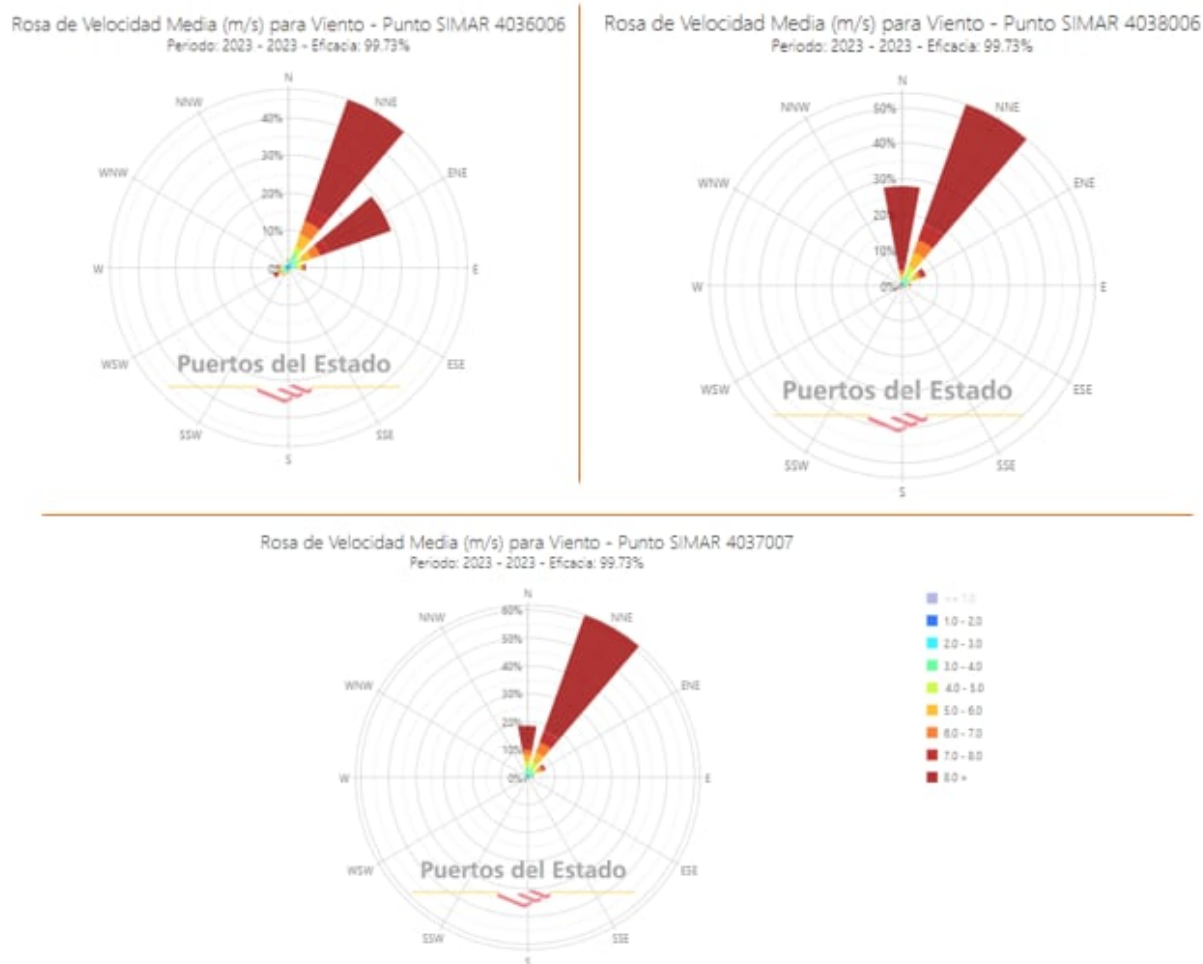 Rosa de Velocidad Media (m/s) para Viento - Punto SIMAR 4036006
Periodo: 2023 - 2023 - Eficacia: 99.73%
N
NNW
NNE
40%
30%
WNW
ENE
20%
10%
W
0%
E
WSW
ESE
Puertos del Estado
SSW
SSE
S
Rosa de Velocidad Media (m/s) para Viento - Punto SIMAR 4038006
Periodo: 2023 - 2023 - Eficacia: 99.73%
N
NNW
NNE
50%
40%
30%
WNW
ENE
20%
10%
W
0%
E
WSW
ESE
Puertos del Estado
SSW
SSE
S
Rosa de Velocidad Media (m/s) para Viento - Punto SIMAR 4037007
Periodo: 2023 - 2023 - Eficacia: 99.73%
N
NNW
60%
NNE
50%
40%
WNW
ENE
30%
20%
10%
W
0%
E
WSW
ESE
Puertos del Estado
SSW
SSE
S
1.0 - 2.0
2.0 - 3.0
3.0 - 4.0
4.0 - 5.0
5.0 - 6.0
6.0 - 7.0
7.0 - 8.0
8.0 >